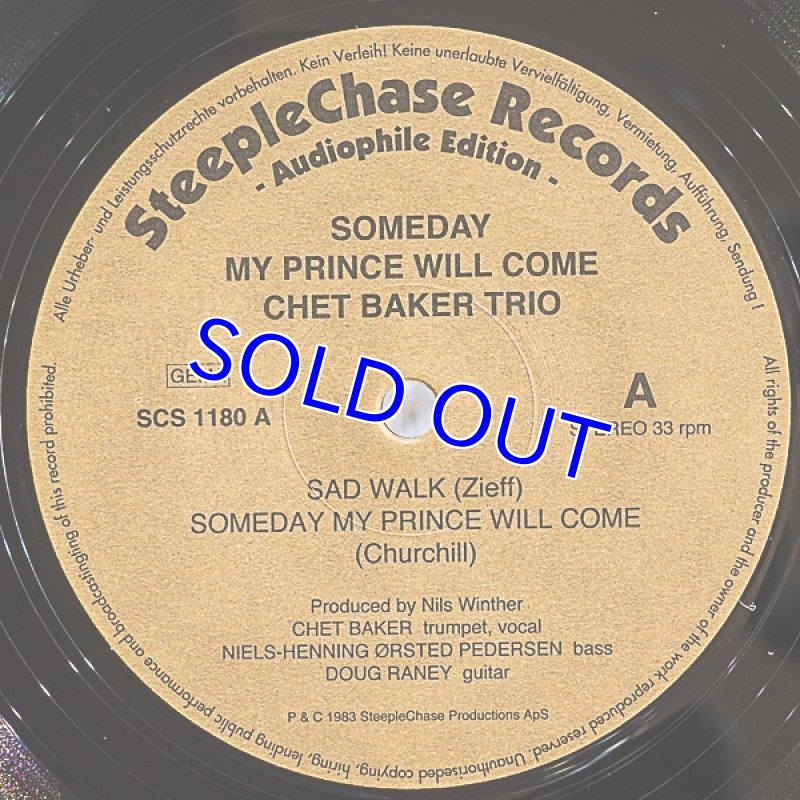 Alle Urheber- und Leistungsschutzrechte vorbehalten. Kein Verleih! Keine unerlaubte Vervielfältigung, Vermietung, Aufführung, Sendung!
SteepleChase Records
- Audiophile Edition -
SOMEDAY
MY PRINCE WILL COME
CHET BAKER TRIO
SOLD OUT
A
SCS 1180 A
33 rpm
SAD WALK (Zieff)
SOMEDAY MY PRINCE WILL COME
(Churchill)
Produced by Nils Winther
CHET BAKER trumpet, vocal
NIELS-HENNING ØRSTED PEDERSEN bass
DOUG RANEY guitar
P & C 1983 SteepleChase Productions ApS
All rights of the producer and the owner of the work reproduced reserved. Unauthorised copying, hiring, lending public performance and broadcastingting of this record prohibited.